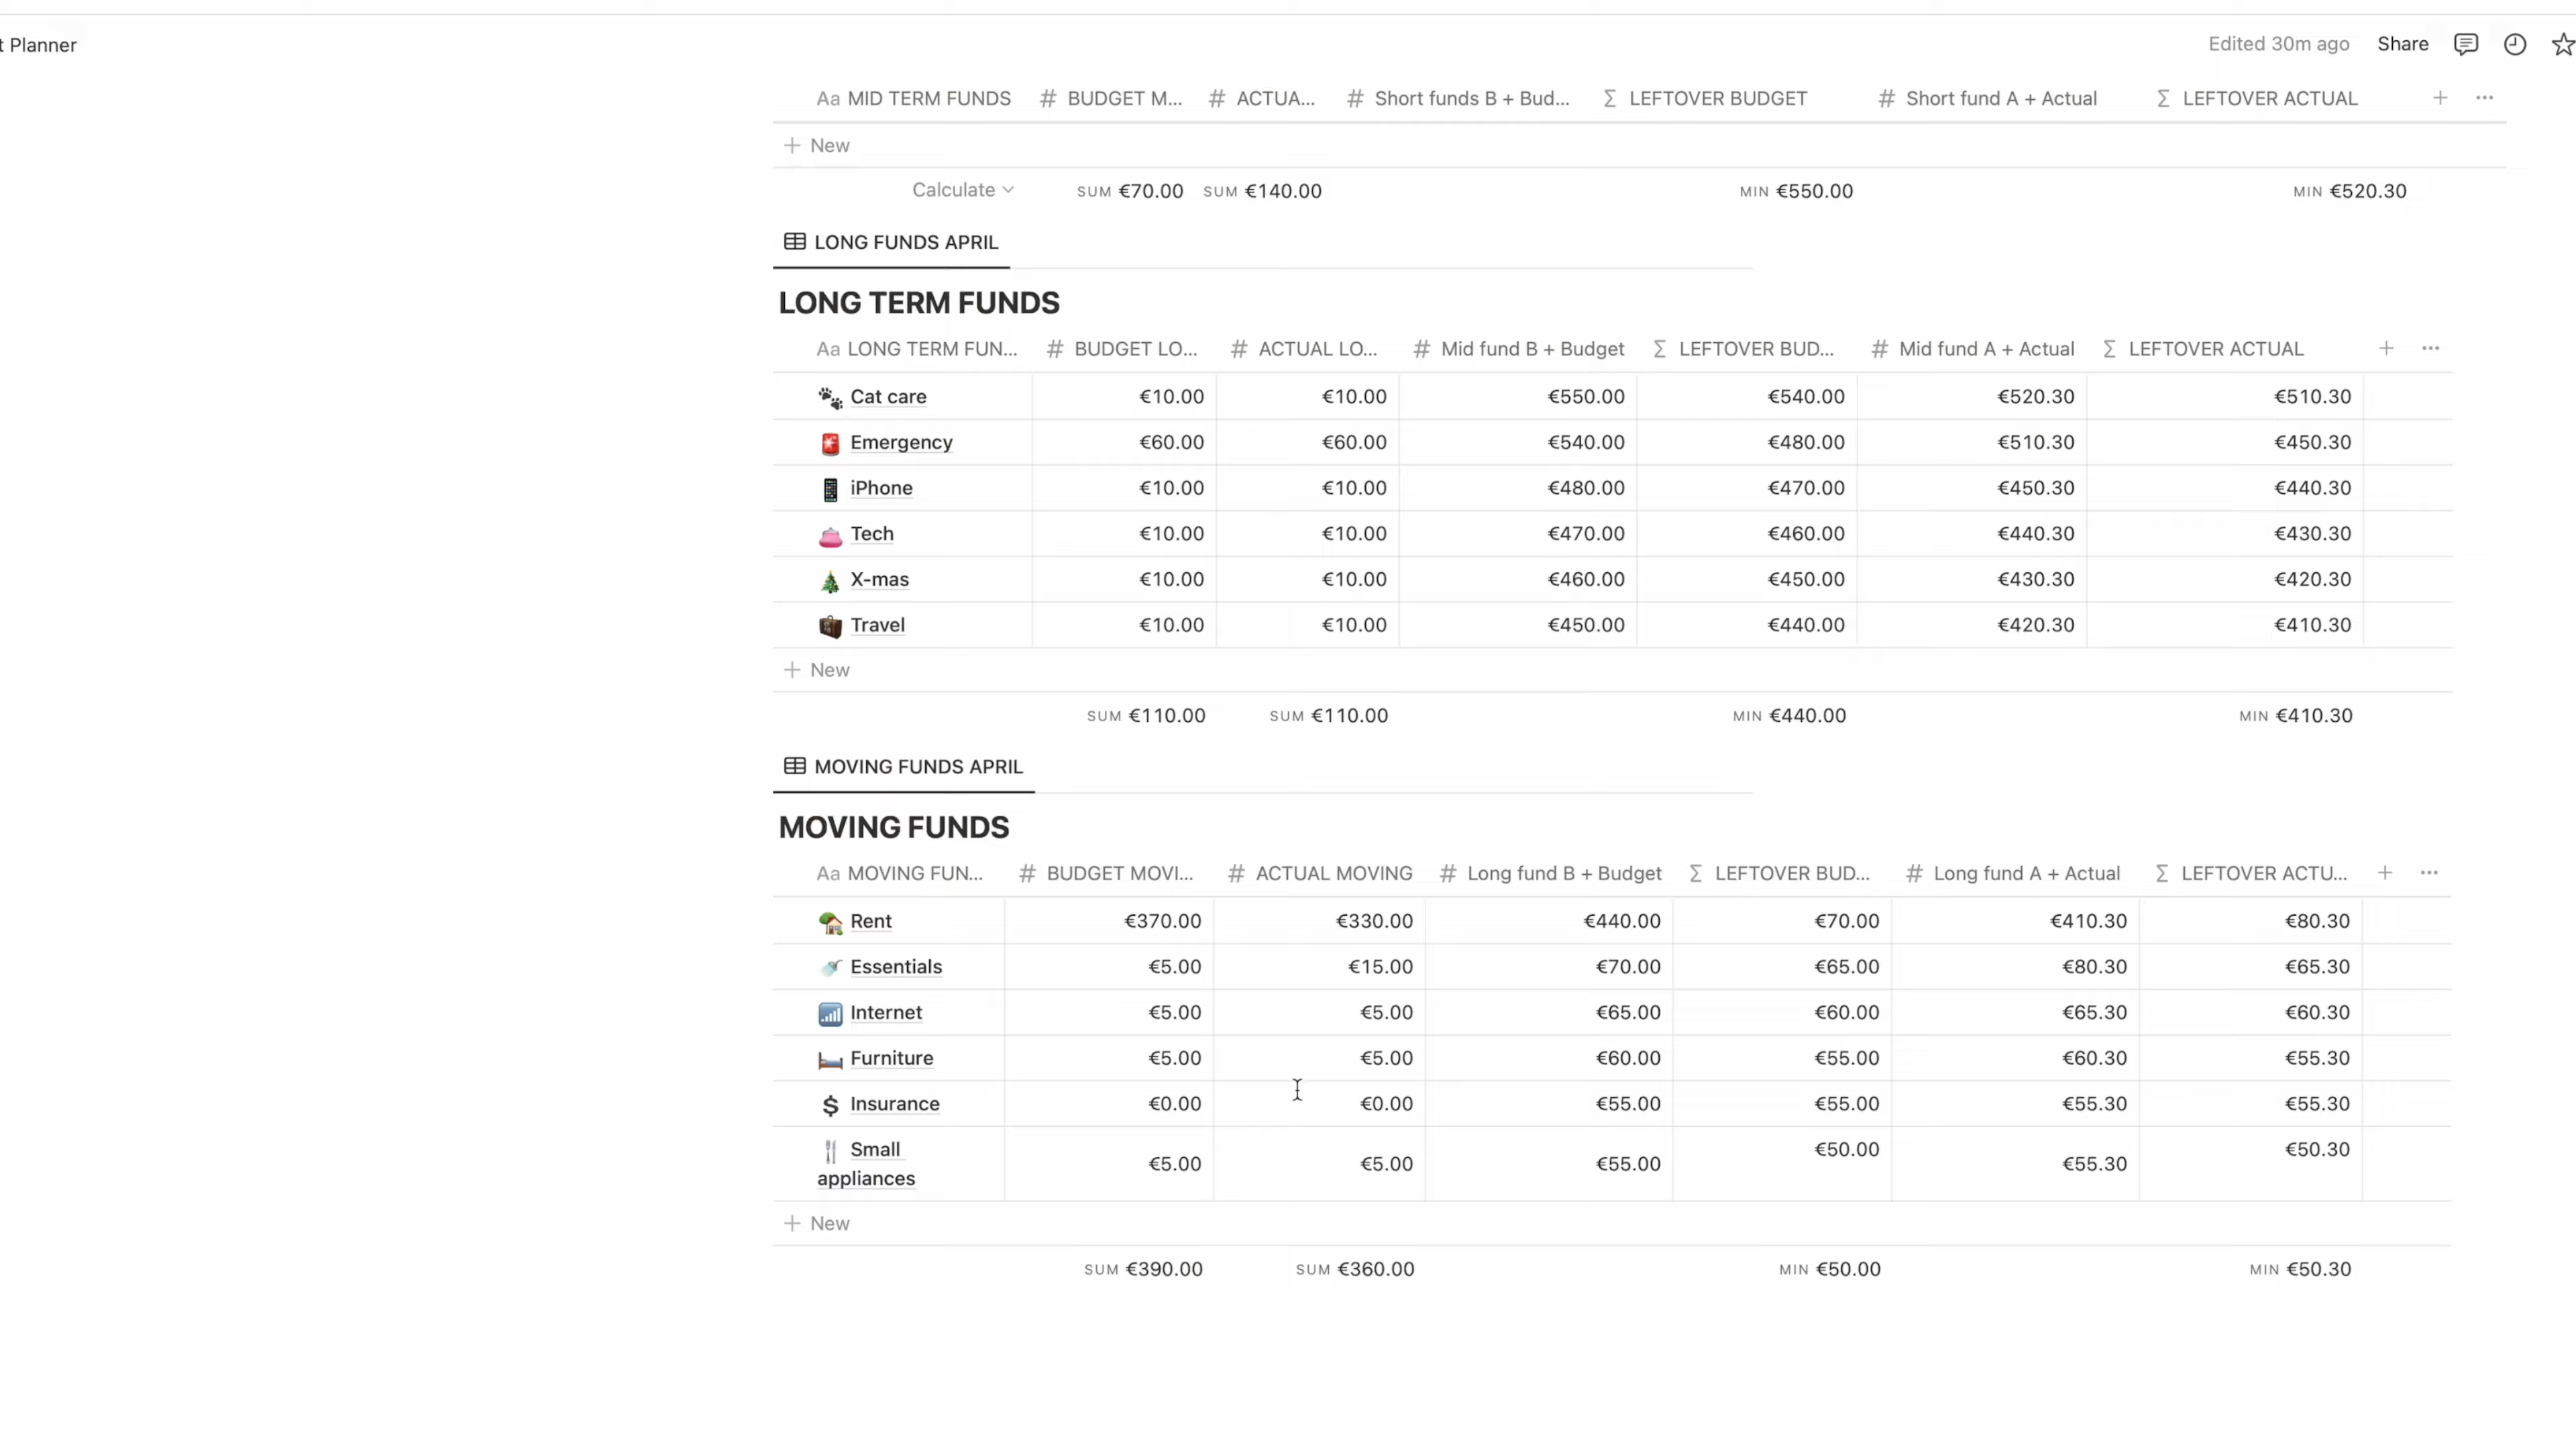 t Planner
Edited 30m ago Share
Aa MID TERM FUNDS # BUDGET M... # ACTUA... # Short funds B + Bud... Σ LEFTOVER BUDGET # Short fund A + Actual Σ LEFTOVER ACTUAL + ...
+ New
Calculate SUM €70.00 SUM €140.00 MIN €550.00 MIN €520.30
LONG FUNDS APRIL
LONG TERM FUNDS
Aa LONG TERM FUN... # BUDGET LO... # ACTUAL LO... # Mid fund B + Budget Σ LEFTOVER BUD... # Mid fund A + Actual Σ LEFTOVER ACTUAL + ...
Cat care €10.00 €10.00 €550.00 €540.00 €520.30 €510.30
Emergency €60.00 €60.00 €540.00 €480.00 €510.30 €450.30
iPhone €10.00 €10.00 €480.00 €470.00 €450.30 €440.30
Tech €10.00 €10.00 €470.00 €460.00 €440.30 €430.30
X-mas €10.00 €10.00 €460.00 €450.00 €430.30 €420.30
Travel €10.00 €10.00 €450.00 €440.00 €420.30 €410.30
+ New
SUM €110.00 SUM €110.00 MIN €440.00 MIN €410.30
MOVING FUNDS APRIL
MOVING FUNDS
Aa MOVING FUN... # BUDGET MOVI... # ACTUAL MOVING # Long fund B + Budget Σ LEFTOVER BUD... # Long fund A + Actual Σ LEFTOVER ACTU... + ...
Rent €370.00 €330.00 €440.00 €70.00 €410.30 €80.30
Essentials €5.00 €15.00 €70.00 €65.00 €80.30 €65.30
Internet €5.00 €5.00 €65.00 €60.00 €65.30 €60.30
Furniture €5.00 €5.00 €60.00 €55.00 €60.30 €55.30
$ Insurance €0.00 €0.00 €55.00 €55.00 €55.30 €55.30
Small appliances €5.00 €5.00 €55.00 €50.00 €55.30 €50.30
+ New
SUM €390.00 SUM €360.00 MIN €50.00 MIN €50.30